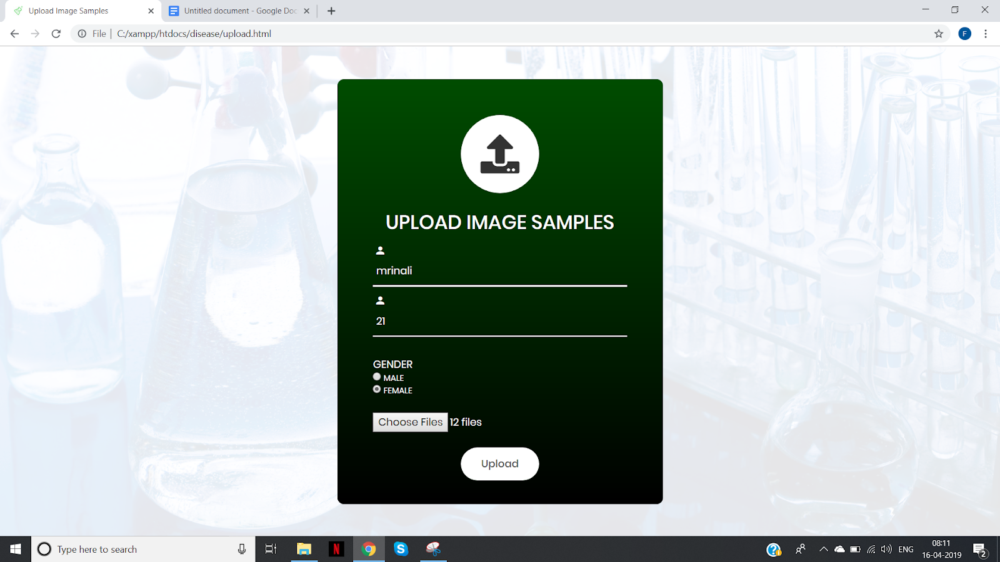 Upload Image Samples
Untitled document - Google Doc
File | C:/xampp/htdocs/disease/upload.html
F
UPLOAD IMAGE SAMPLES
mrinali
21
GENDER
MALE
FEMALE
Choose Files 12 files
Upload
Type here to search
N
S
ENG
08:11
16-04-2019
2